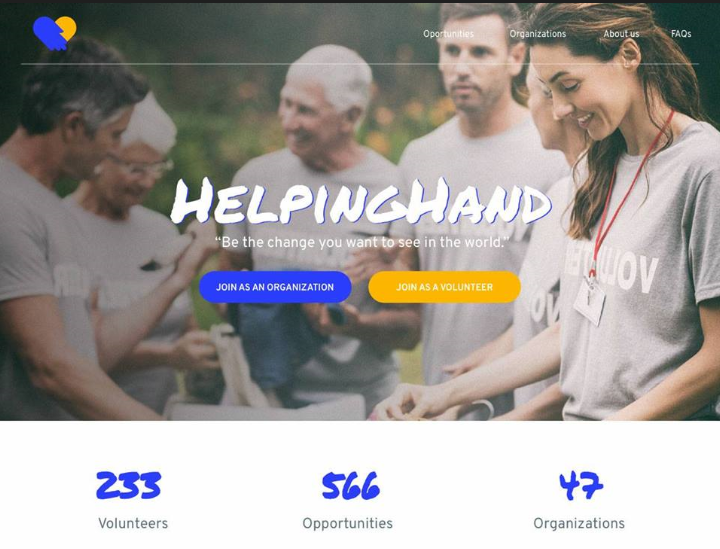 Oportunities Organizations About us FAQs
HELPINGHAND
“Be the change you want to see in the world.”
JOIN AS AN ORGANIZATION JOIN AS A VOLUNTEER
233 566 47
Volunteers Opportunities Organizations